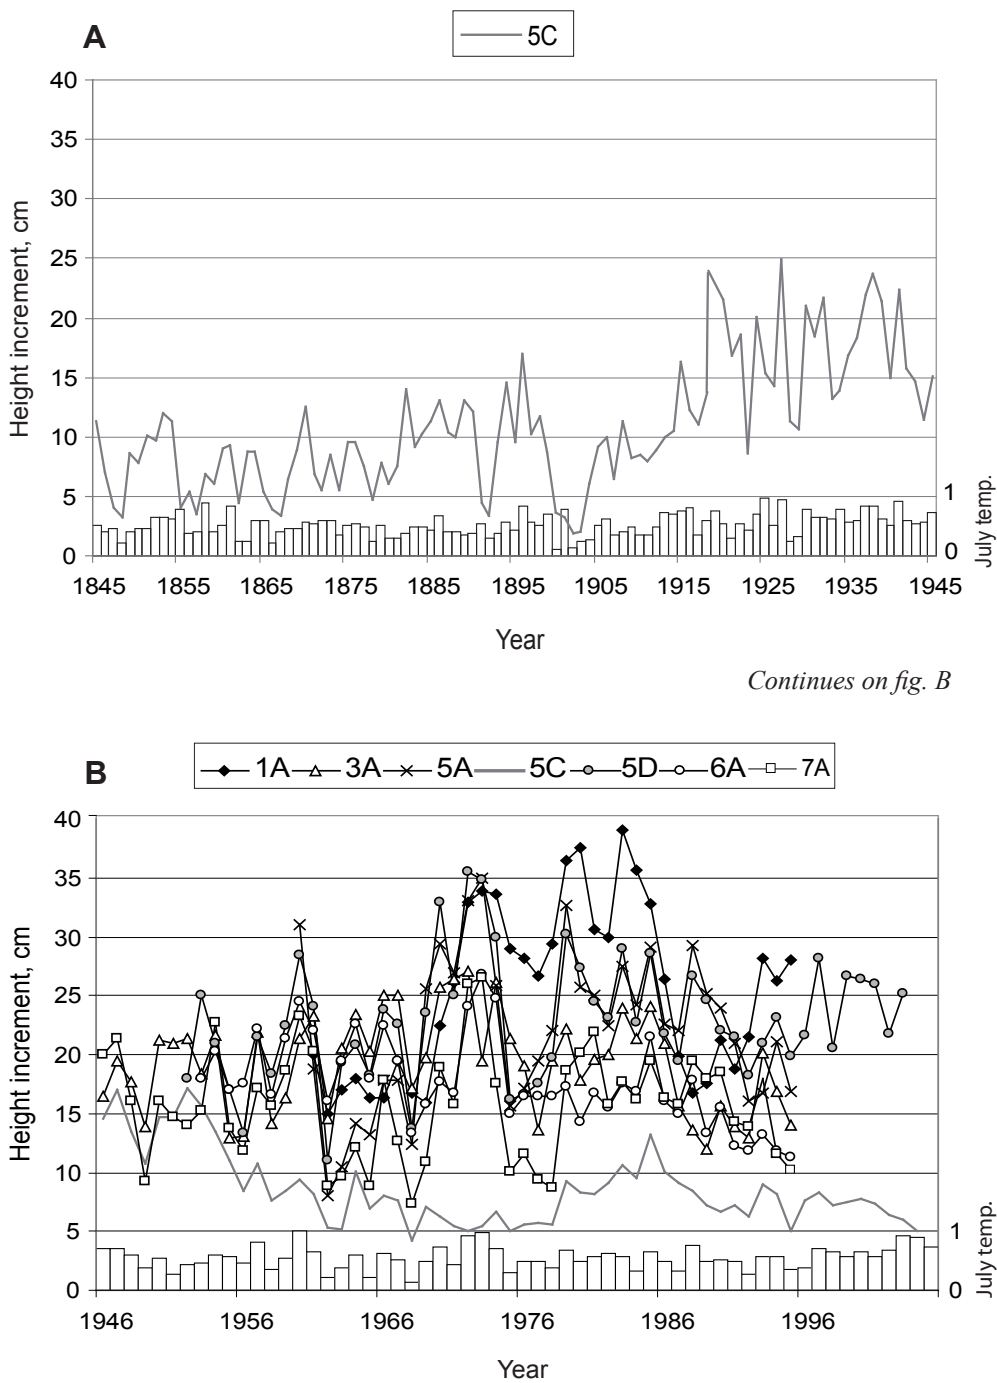 A
5C
40
35
30
25
20
15
10
5
0
Height increment, cm
1
0
July temp.
1845 1855 1865 1875 1885 1895 1905 1915 1925 1935 1945
Year
Continues on fig. B
B
1A 3A 5A 5C 5D 6A 7A
40
35
30
25
20
15
10
5
0
Height increment, cm
1
0
July temp.
1946 1956 1966 1976 1986 1996
Year